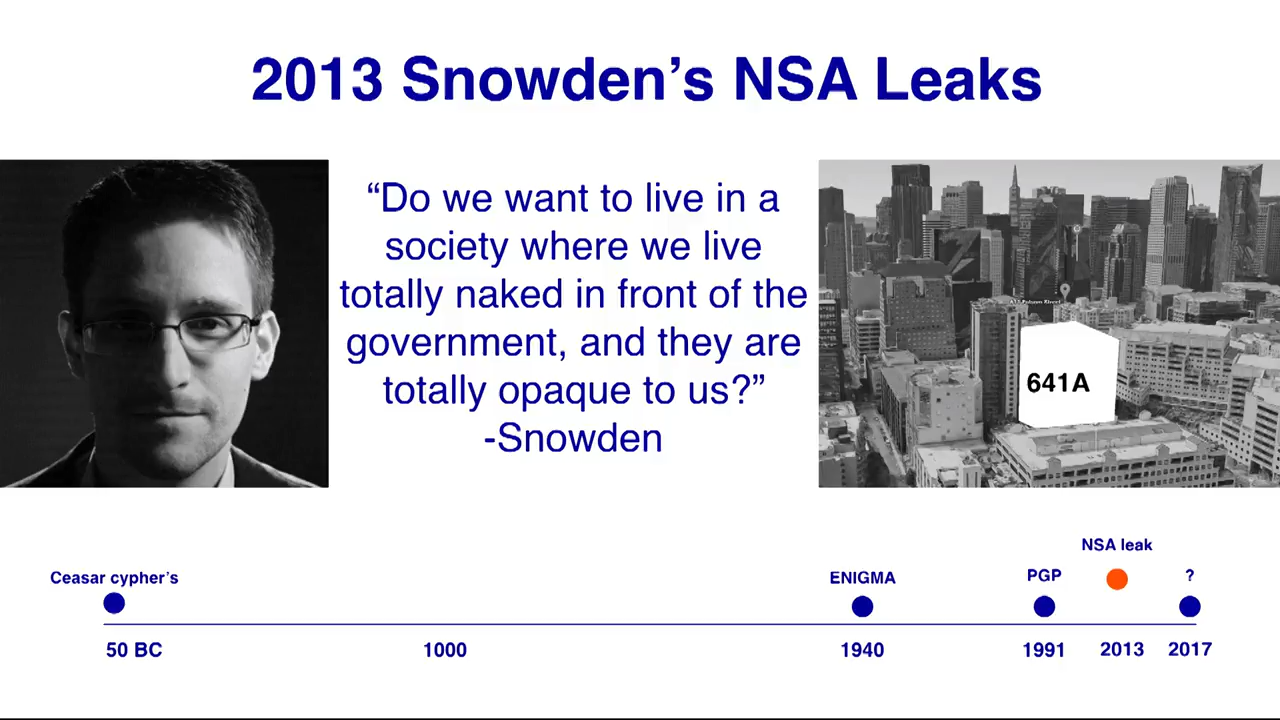 2013 Snowden’s NSA Leaks
“Do we want to live in a
society where we live
totally naked in front of the
government, and they are
totally opaque to us?”
-Snowden
641A
NSA leak
Ceasar cypher’s
ENIGMA
PGP
?
50 BC
1000
1940
1991
2013
2017